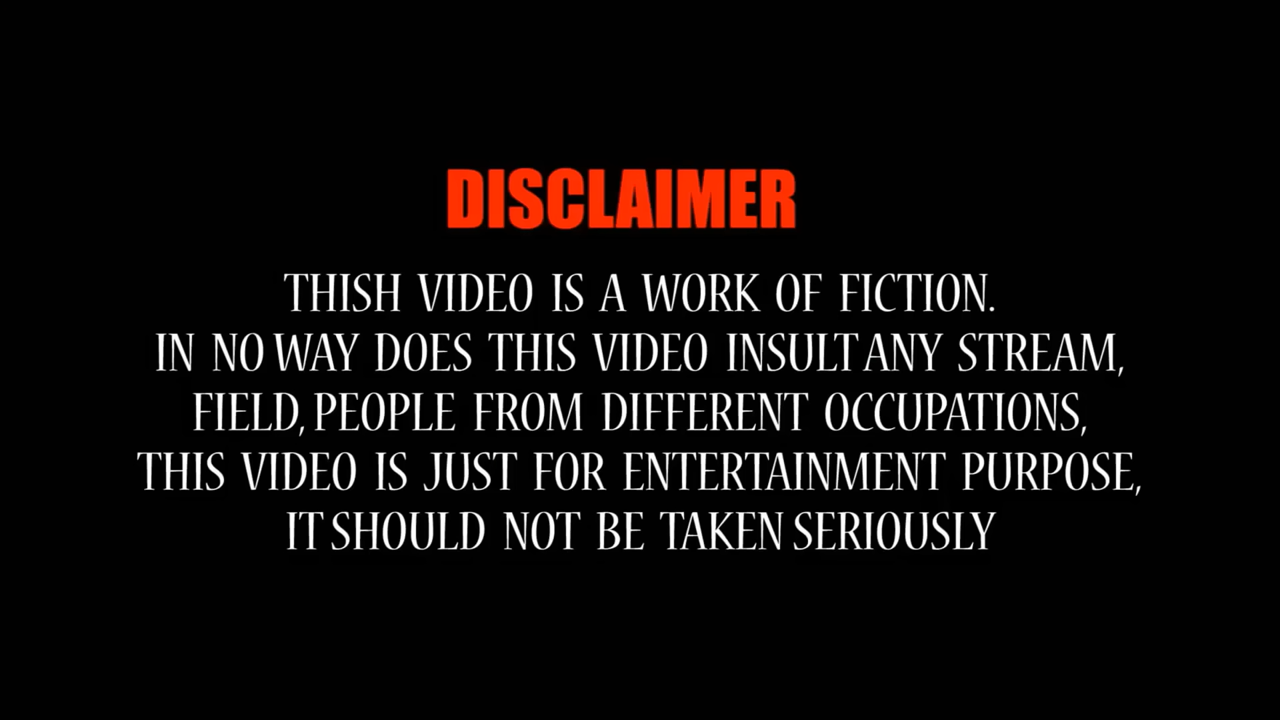 DISCLAIMER
THISH VIDEO IS A WORK OF FICTION.
IN NO WAY DOES THIS VIDEO INSULT ANY STREAM,
FIELD, PEOPLE FROM DIFFERENT OCCUPATIONS,
THIS VIDEO IS JUST FOR ENTERTAINMENT PURPOSE,
IT SHOULD NOT BE TAKEN SERIOUSLY